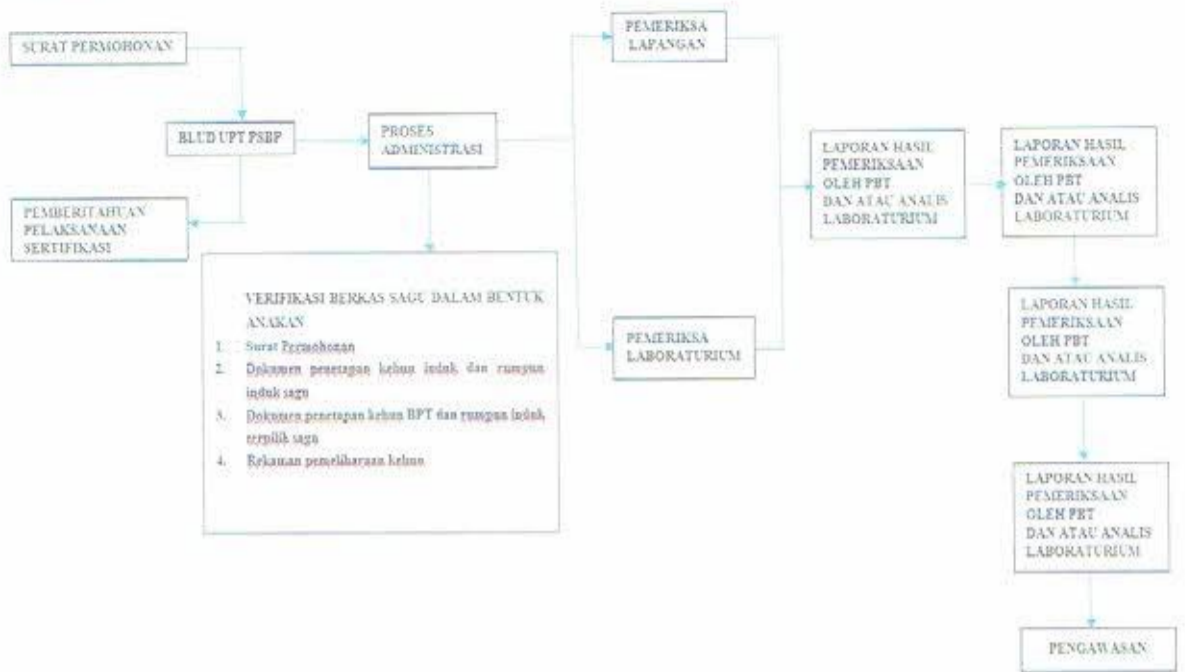 SURAT PERMOHONAN
BLUD UPT PSBP
PEMBERITAHUAN
PELAKSANAAN
SERTIFIKASI
PROSES
ADMINISTRASI
VERIFIKASI BERKAS SAGU DALAM BENTUK
ANAKAN
1. Surat Permohonan
2. Dokumen penetapan kebun induk dan rumpun
induk sagu
3. Dokumen penetapan kebun BPT dan rumpun induk
terpilih sagu
4. Rekaman pemeliharaan kebun
PEMERIKSA
LAPANGAN
PEMERIKSA
LABORATURIUM
LAPORAN HASIL
PEMERIKSAAN
OLEH PBT
DAN ATAU ANALIS
LABORATURIUM
LAPORAN HASIL
PEMERIKSAAN
OLEH PBT
DAN ATAU ANALIS
LABORATURIUM
LAPORAN HASIL
PEMERIKSAAN
OLEH PBT
DAN ATAU ANALIS
LABORATURIUM
LAPORAN HASIL
PEMERIKSAAN
OLEH PBT
DAN ATAU ANALIS
LABORATURIUM
PENGAWASAN